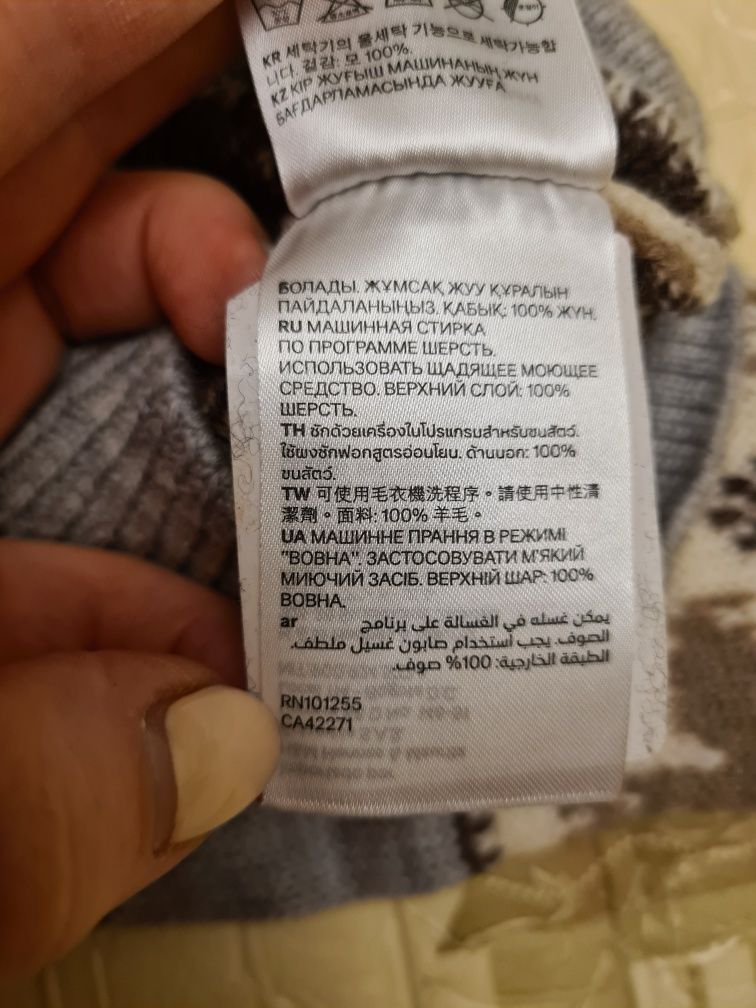 KR 세탁기의 울세탁 기능으로 세탁가능합
니다. 겉감: 모 100%.
KZ КІР ЖУҒЫШ МАШИНАНЫҢ ЖҮН
БАҒДАРЛАМАСЫНДА ЖУУҒА
БОЛАДЫ. ЖҰМСАҚ ЖУУ ҚҰРАЛЫН
ПАЙДАЛАНЫҢЫЗ. ҚАБЫҚ: 100% ЖҮН.
RU МАШИННАЯ СТИРКА
ПО ПРОГРАММЕ ШЕРСТЬ.
ИСПОЛЬЗОВАТЬ ЩАДЯЩЕЕ МОЮЩЕЕ
СРЕДСТВО. ВЕРХНИЙ СЛОЙ: 100%
ШЕРСТЬ.
TH ซักด้วยเครื่องในโปรแกรมสำหรับขนสัตว์.
ใช้ผงซักฟอกสูตรอ่อนโยน. ด้านนอก: 100%
ขนสัตว์.
TW 可使用毛衣機洗程序。請使用中性清
潔劑。面料: 100% 羊毛。
UA МАШИННЕ ПРАННЯ В РЕЖИМІ
"ВОВНА". ЗАСТОСОВУВАТИ М'ЯКИЙ
МИЮЧИЙ ЗАСІБ. ВЕРХНІЙ ШАР: 100%
ВОВНА.
ar يمكن غسله في الغسالة على برنامج
الصوف. يجب استخدام صابون غسيل ملطف.
الطبقة الخارجية: 100% صوف.
RN101255
CA42271